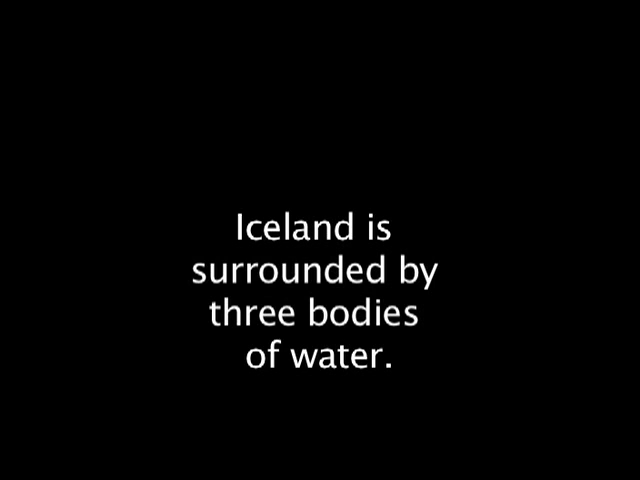 Iceland is
surrounded by
three bodies
of water.